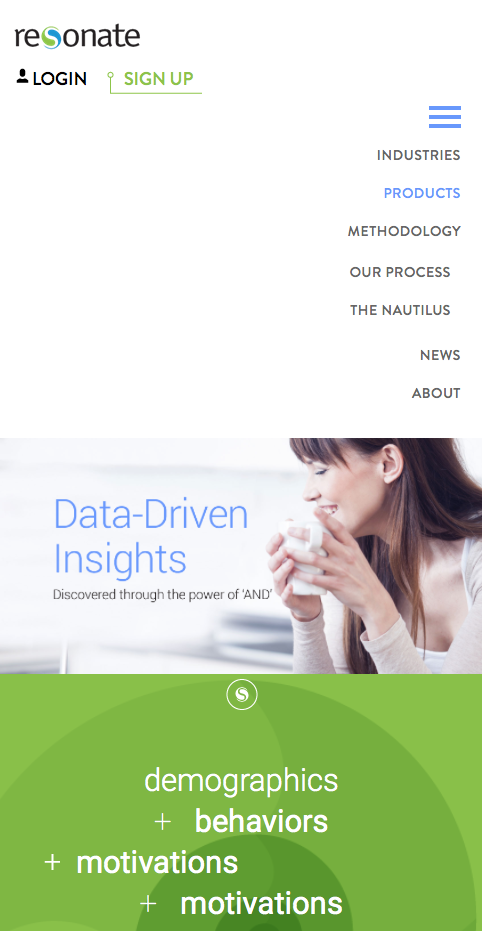 resonate
LOGIN
SIGN UP
INDUSTRIES
PRODUCTS
METHODOLOGY
OUR PROCESS
THE NAUTILUS
NEWS
ABOUT
Data-Driven
Insights
Discovered through the power of 'AND'
demographics
+ behaviors
+ motivations
+ motivations